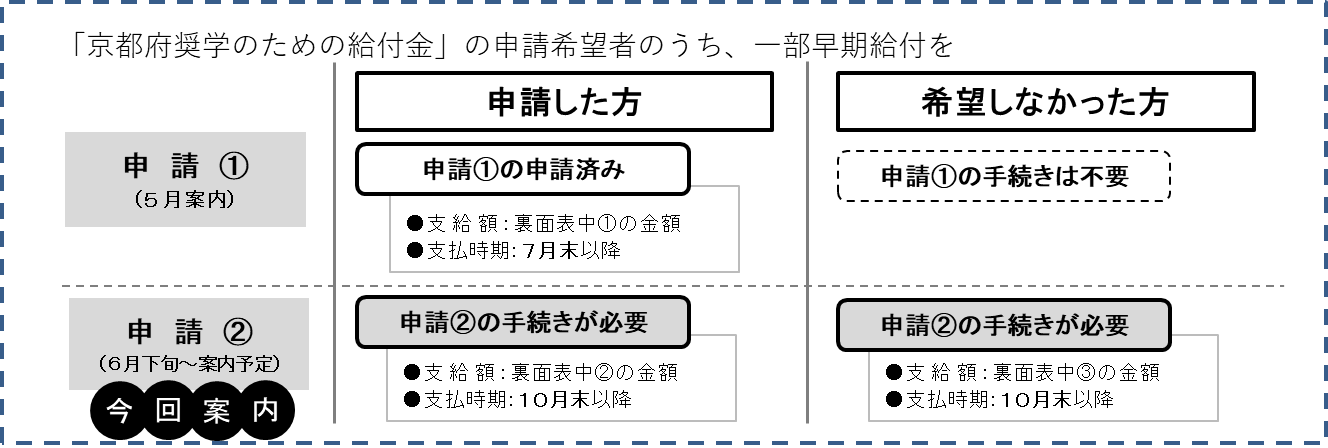 「京都府奨学のための給付金」の申請希望者のうち、一部早期給付を
申請した方
希望しなかった方
申請①
（５月案内）
申請①の申請済み
●支給額：裏面表中①の金額
●支払時期：７月末以降
申請①の手続きは不要
申請②
（６月下旬～案内予定）
今回案内
申請②の手続きが必要
●支給額：裏面表中②の金額
●支払時期：１０月末以降
申請②の手続きが必要
●支給額：裏面表中③の金額
●支払時期：１０月末以降